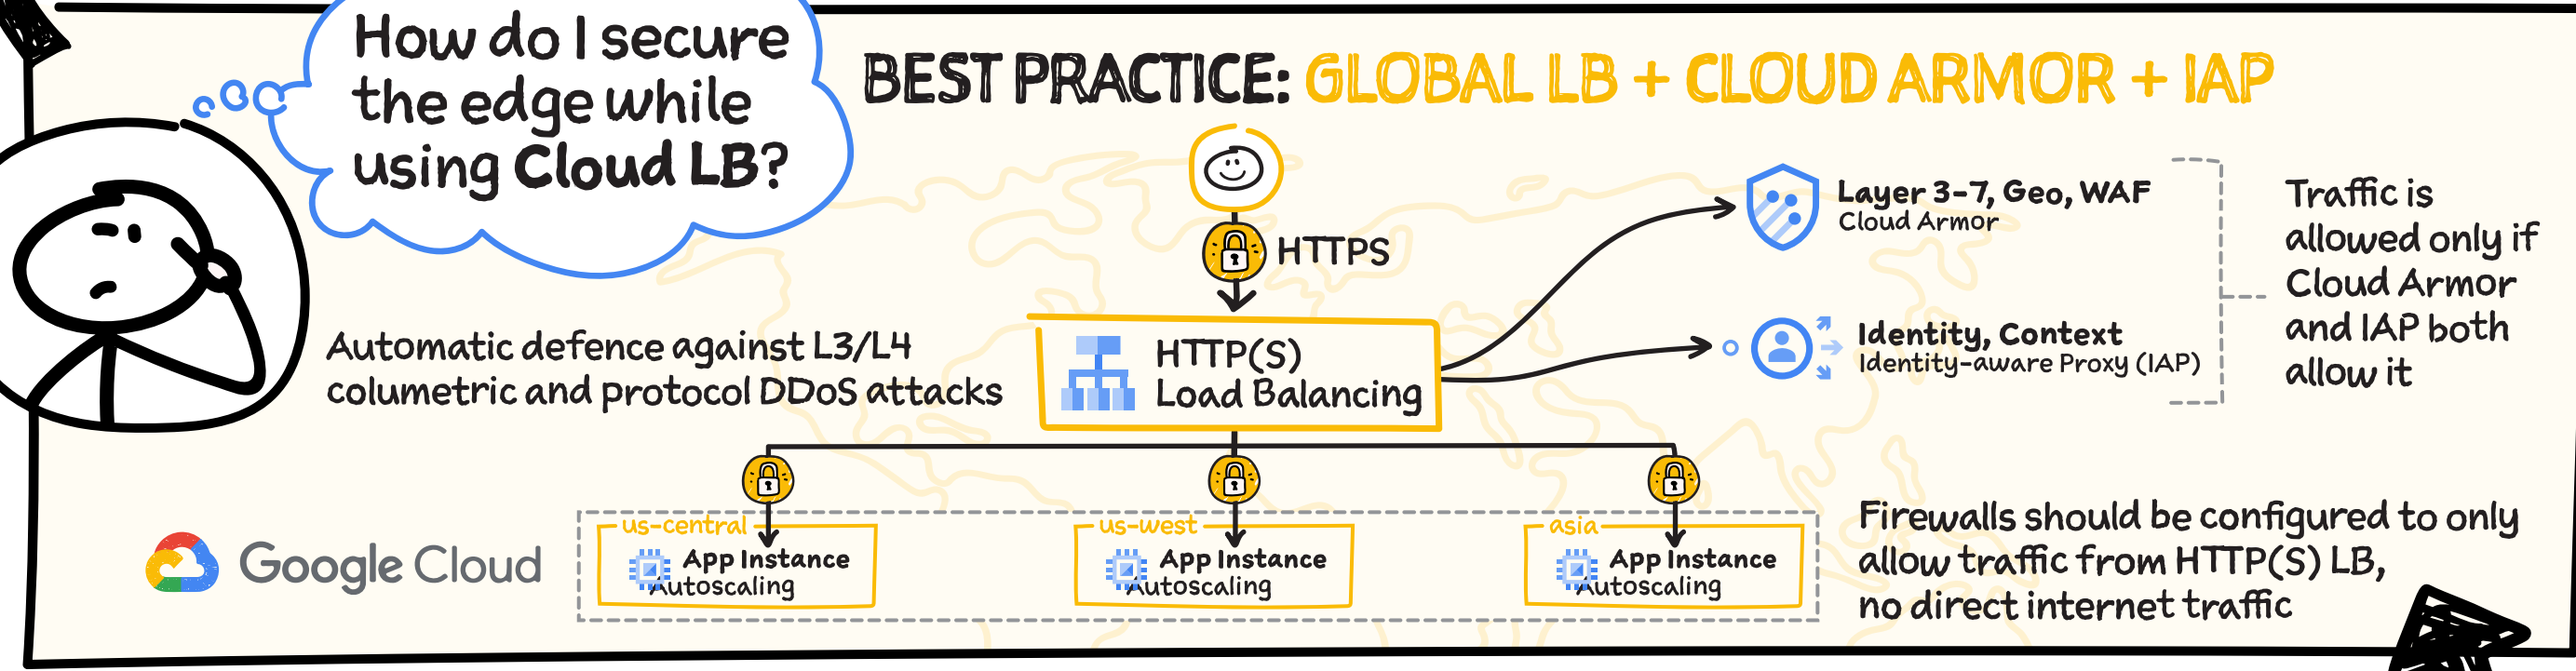 How do I secure
the edge while
using Cloud LB?
BEST PRACTICE: GLOBAL LB + CLOUD ARMOR + IAP
HTTPS
Layer 3-7, Geo, WAF
Cloud Armor
Identity, Context
Identity-aware Proxy (IAP)
Traffic is
allowed only if
Cloud Armor
and IAP both
allow it
Automatic defence against L3/L4
columetric and protocol DDoS attacks
HTTP(S)
Load Balancing
us-central
App Instance
Autoscaling
us-west
App Instance
Autoscaling
asia
App Instance
Autoscaling
Firewalls should be configured to only
allow traffic from HTTP(S) LB,
no direct internet traffic
Google Cloud